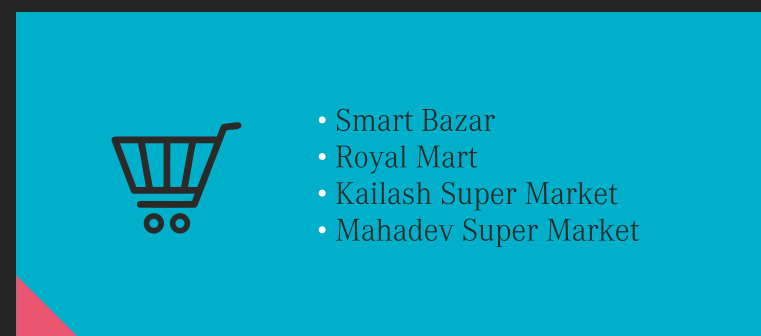 • Smart Bazar
• Royal Mart
• Kailash Super Market
• Mahadev Super Market